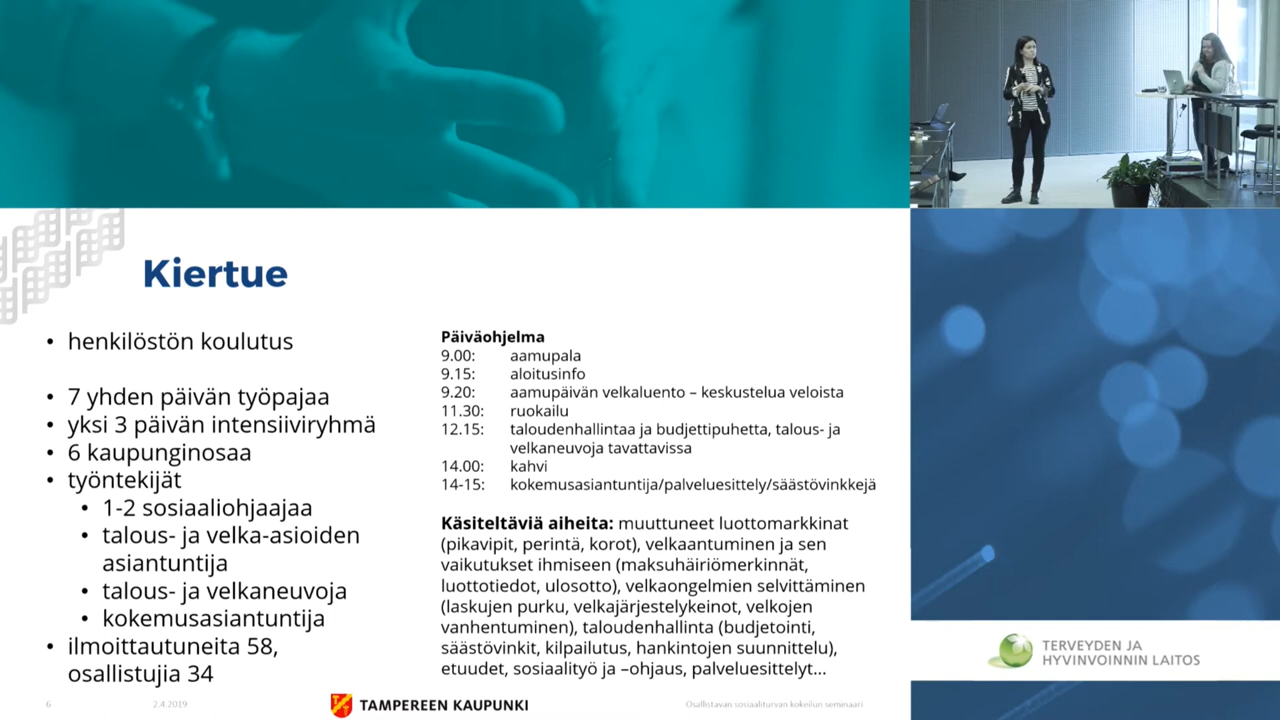 Kiertue
• henkilöstön koulutus
• 7 yhden päivän työpajaa
• yksi 3 päivän intensiiviryhmä
• 6 kaupunginosaa
• työntekijät
• 1-2 sosiaaliohjaajaa
• talous- ja velka-asioiden
asiantuntija
• talous- ja velkaneuvoja
• kokemusasiantuntija
• ilmoittautuneita 58,
osallistujia 34
Päiväohjelma
9.00: aamupala
9.15: aloitusinfo
9.20: aamupäivän velkaluento – keskustelua veloista
11.30: ruokailu
12.15: taloudenhallintaa ja budjettipuhetta, talous- ja
velkaneuvoja tavattavissa
14.00: kahvi
14-15: kokemusasiantuntija/palveluesittely/säästövinkkejä
Käsiteltäviä aiheita: muuttuneet luottomarkkinat
(pikavipit, perintä, korot), velkaantuminen ja sen
vaikutukset ihmiseen (maksuhäiriömerkinnät,
luottotiedot, ulosotto), velkaongelmien selvittäminen
(laskujen purku, velkajärjestelykeinot, velkojen
vanhentuminen), taloudenhallinta (budjetointi,
säästövinkit, kilpailutus, hankintojen suunnittelu),
etuudet, sosiaalityö ja –ohjaus, palveluesittelyt...
6
2.4.2019
TAMPEREEN KAUPUNKI
Osallistavan sosiaaliturvan kokeilun seminaari
TERVEYDEN JA
HYVINVOINNIN LAITOS